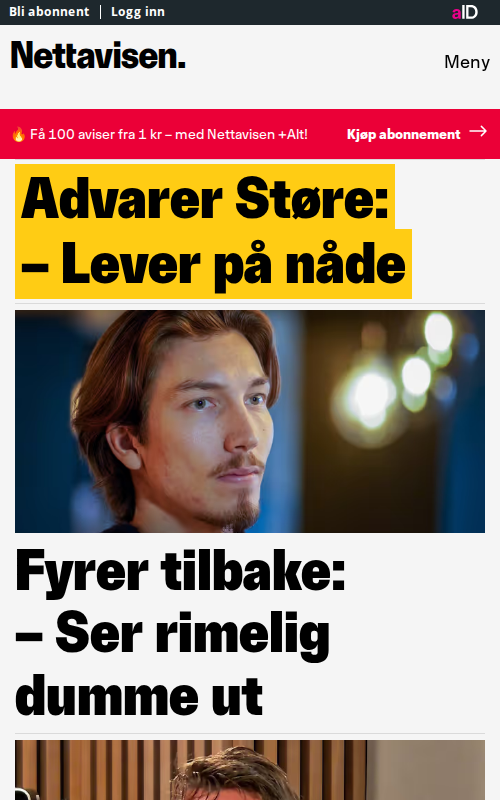 Bli abonnent | Logg inn
aID
Nettavisen.
Meny
🔥 Få 100 aviser fra 1 kr – med Nettavisen +Alt!
Kjøp abonnement →
Advarer Støre:
– Lever på nåde
Fyrer tilbake:
– Ser rimelig
dumme ut